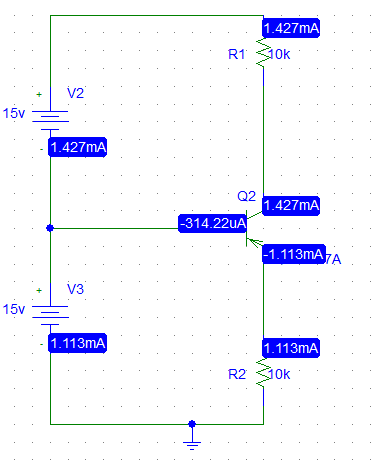 1.427mA
R1
10k
+
V2
15v
-
1.427mA
Q2
1.427mA
-314.22uA
-1.113mA
7A
+
V3
15v
-
1.113mA
1.113mA
R2
10k